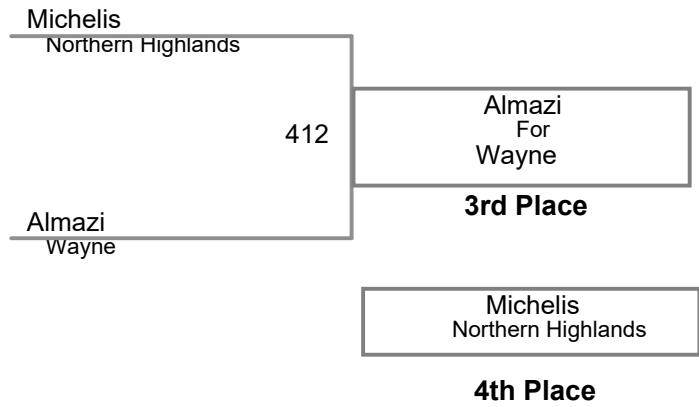 Michelis
Northern Highlands
412
Almazi
For
Wayne
3rd Place
Almazi
Wayne
Michelis
Northern Highlands
4th Place